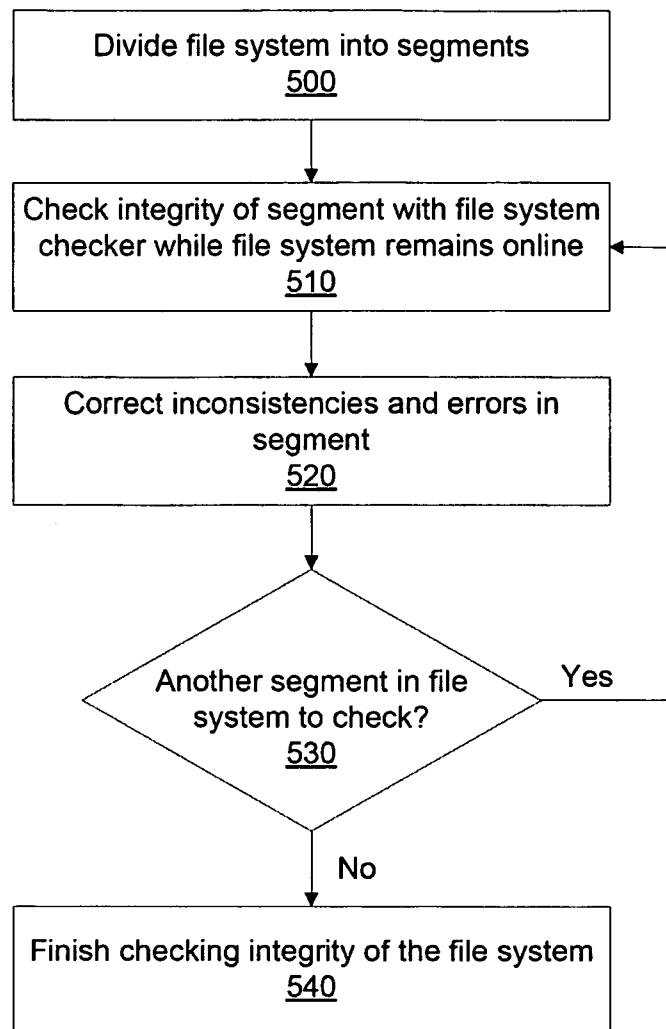 Divide file system into segments
500
Check integrity of segment with file system
checker while file system remains online
510
Correct inconsistencies and errors in
segment
520
Another segment in file
system to check?
530
Yes
No
Finish checking integrity of the file system
540